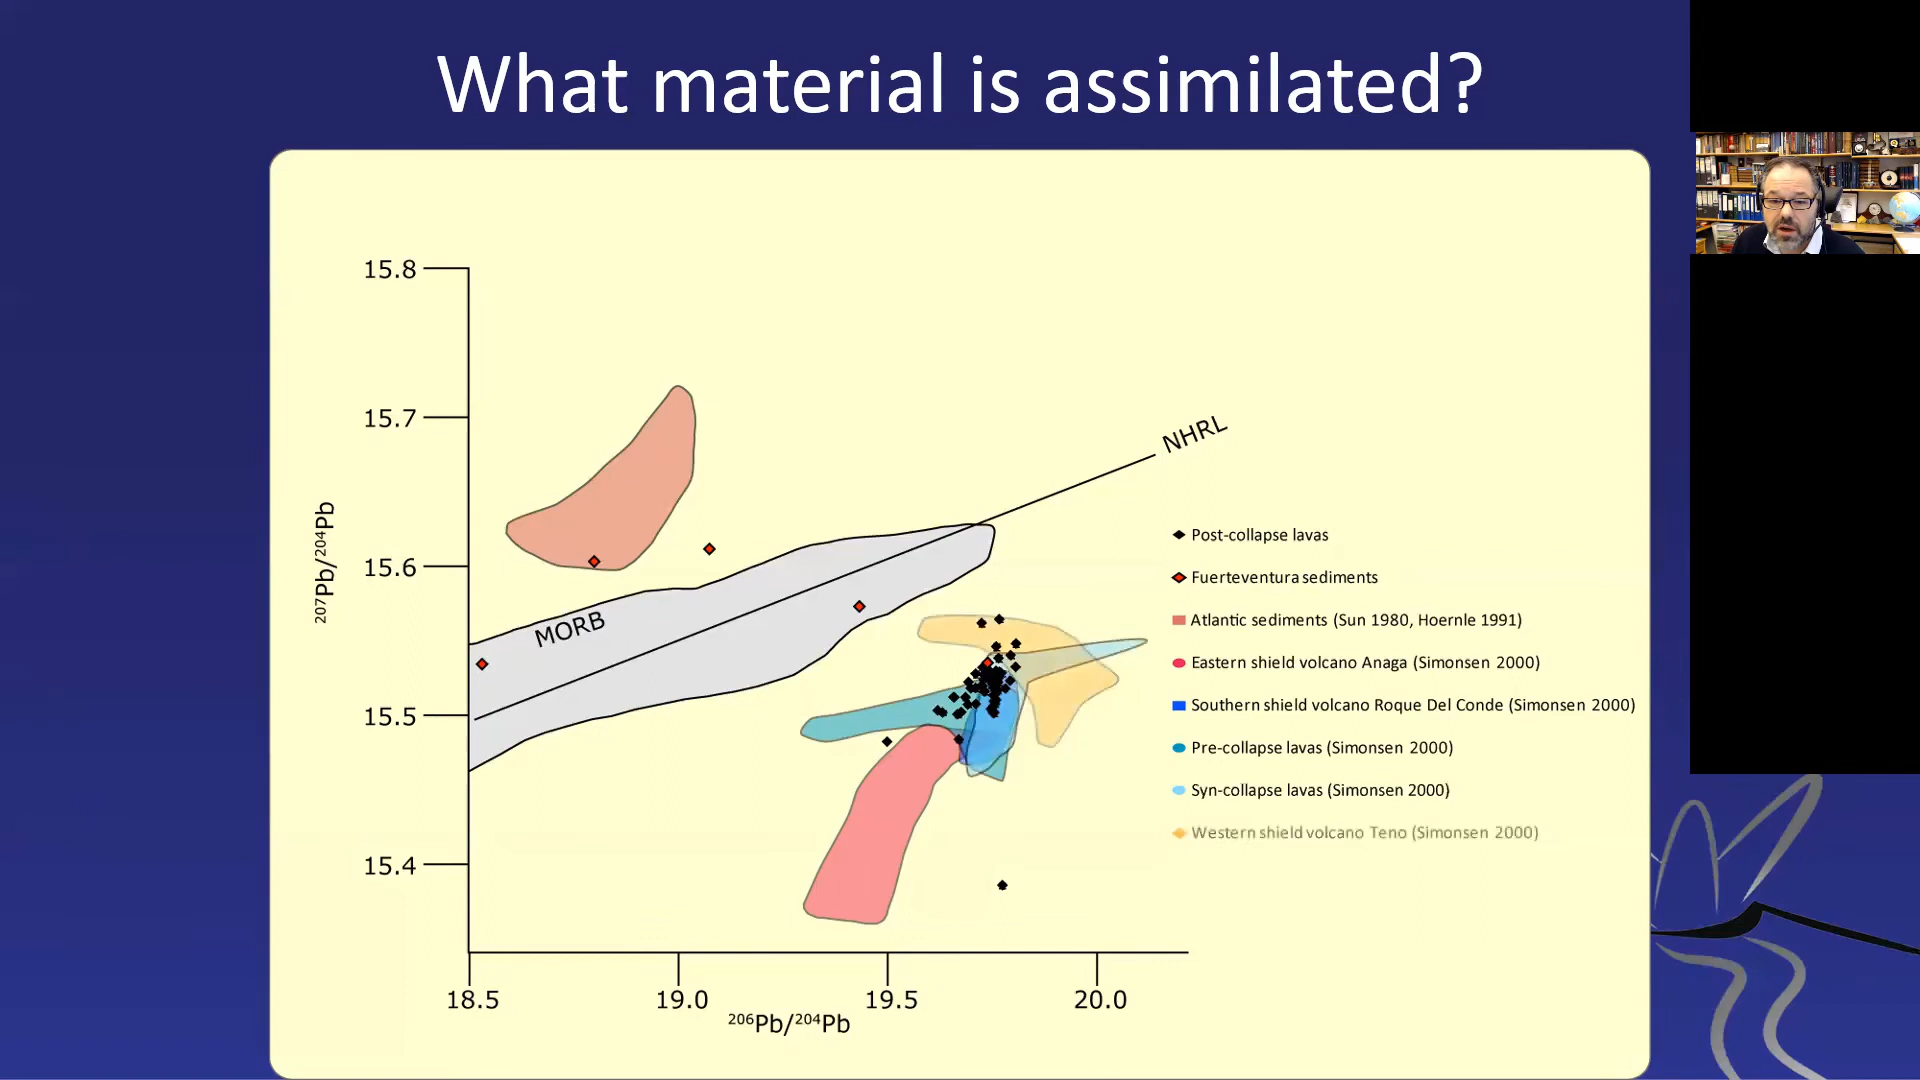 What material is assimilated?
15.8
15.7
15.6
15.5
15.4
²⁰⁷Pb/²⁰⁴Pb
MORB
NHRL
Post-collapse lavas
Fuerteventura sediments
Atlantic sediments (Sun 1980, Hoernle 1991)
Eastern shield volcano Anaga (Simonsen 2000)
Southern shield volcano Roque Del Conde (Simonsen 2000)
Pre-collapse lavas (Simonsen 2000)
Syn-collapse lavas (Simonsen 2000)
Western shield volcano Teno (Simonsen 2000)
18.5 19.0 19.5 20.0
²⁰⁶Pb/²⁰⁴Pb